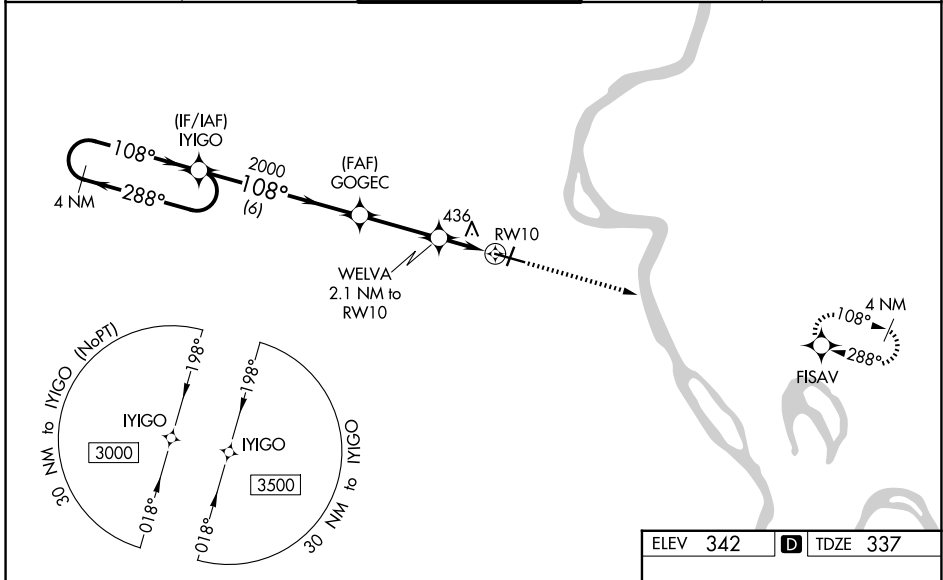 (IF/IAF)
IYIGO
108°
288°
4 NM
2000
108°
(6)
(FAF)
GOGEC
436
RW10
WELVA
2.1 NM to
RW10
4 NM
108°
288°
FISAV
30 NM to IYIGO (NoPT)
198°
IYIGO
3000
018°
198°
IYIGO
3500
018°
30 NM to IYIGO
ELEV 342 D TDZE 337